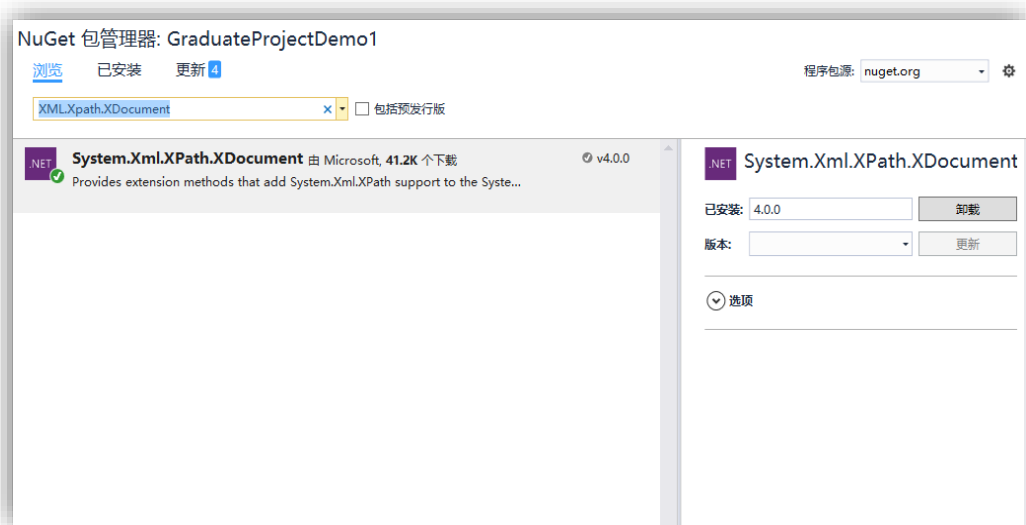 NuGet 包管理器: GraduateProjectDemo1
浏览 已安装 更新 4
程序包源: nuget.org
XML.Xpath.XDocument × 包括预发行版
.NET System.Xml.XPath.XDocument 由 Microsoft, 41.2K 个下载 v4.0.0
Provides extension methods that add System.Xml.XPath support to the Syste...
.NET System.Xml.XPath.XDocument
已安装: 4.0.0 卸载
版本: 更新
选项